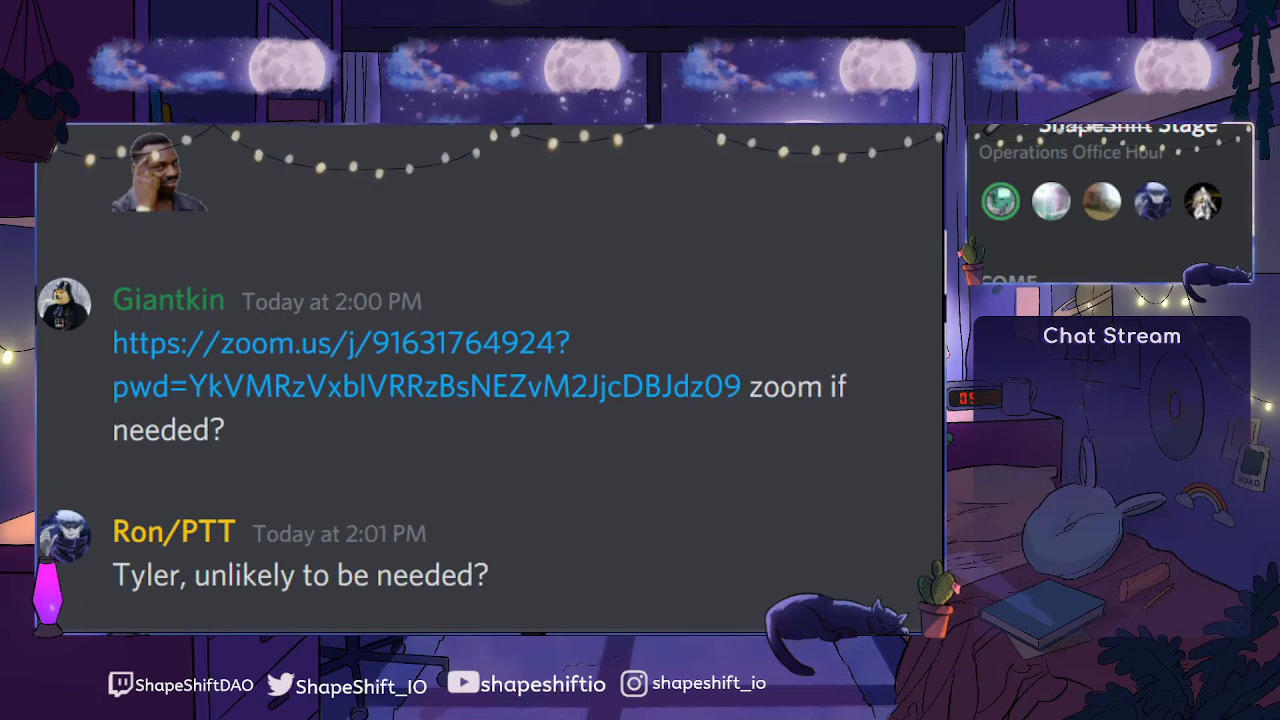 ShapeShift Stage
Operations Office Hour
Giantkin Today at 2:00 PM
https://zoom.us/j/91631764924?
pwd=YkVMRzVxblVRRzBsNEZvM2JjcDBJdz09 zoom if
needed?
Chat Stream
Ron/PTT Today at 2:01 PM
Tyler, unlikely to be needed?
ShapeShiftDAO ShapeShift_IO shapeshiftio shapeshift_io